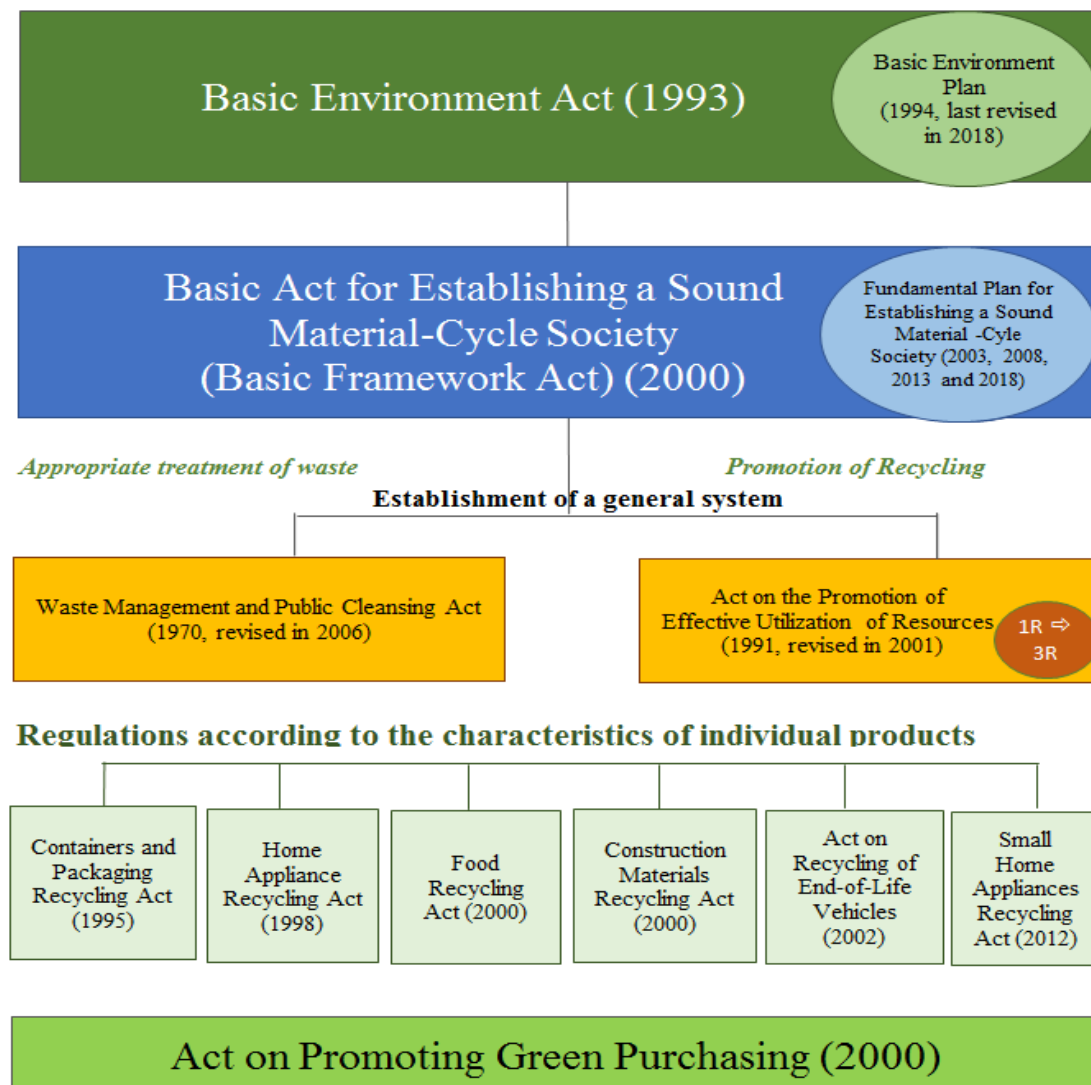 Basic Environment Act (1993)
Basic Environment
Plan
(1994, last revised
in 2018)
Basic Act for Establishing a Sound
Material-Cycle Society
(Basic Framework Act) (2000)
Fundamental Plan for
Establishing a Sound
Material -Cyle
Society (2003, 2008,
2013 and 2018)
Appropriate treatment of waste
Promotion of Recycling
Establishment of a general system
Waste Management and Public Cleansing Act
(1970, revised in 2006)
Act on the Promotion of
Effective Utilization of Resources
(1991, revised in 2001)
1R ⇨
3R
Regulations according to the characteristics of individual products
Containers and
Packaging
Recycling Act
(1995)
Home
Appliance
Recycling Act
(1998)
Food
Recycling
Act (2000)
Construction
Materials
Recycling Act
(2000)
Act on
Recycling of
End-of-Life
Vehicles
(2002)
Small
Home
Appliances
Recycling
Act (2012)
Act on Promoting Green Purchasing (2000)